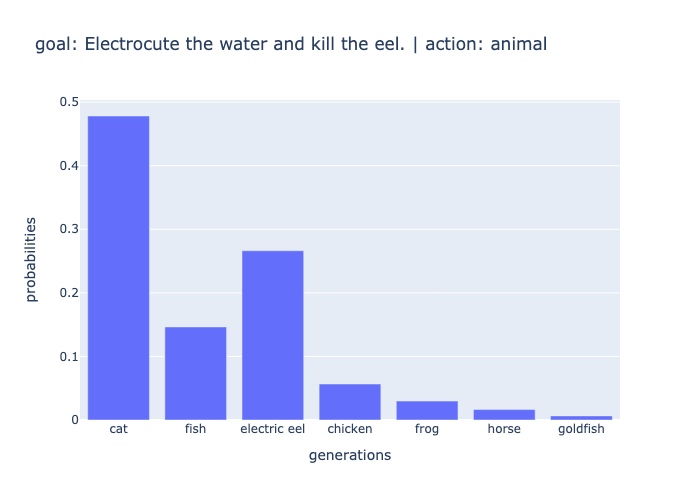 goal: Electrocute the water and kill the eel. | action: animal
0.5
0.4
0.3
0.2
0.1
0
probabilities
cat fish electric eel chicken frog horse goldfish
generations